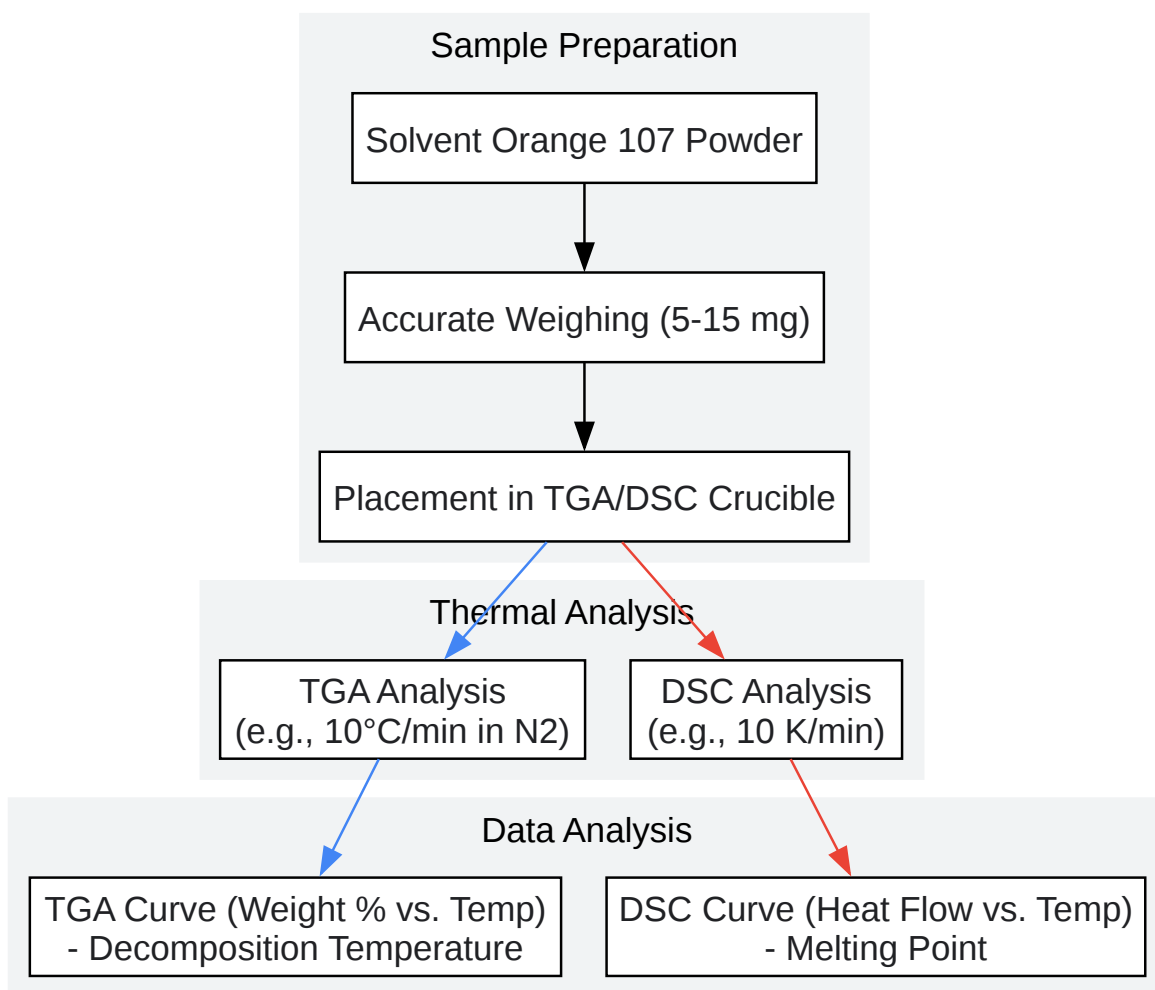 Sample Preparation
Solvent Orange 107 Powder
Accurate Weighing (5-15 mg)
Placement in TGA/DSC Crucible
Thermal Analysis
TGA Analysis
(e.g., 10°C/min in N2)
DSC Analysis
(e.g., 10 K/min)
Data Analysis
TGA Curve (Weight % vs. Temp)
- Decomposition Temperature
DSC Curve (Heat Flow vs. Temp)
- Melting Point